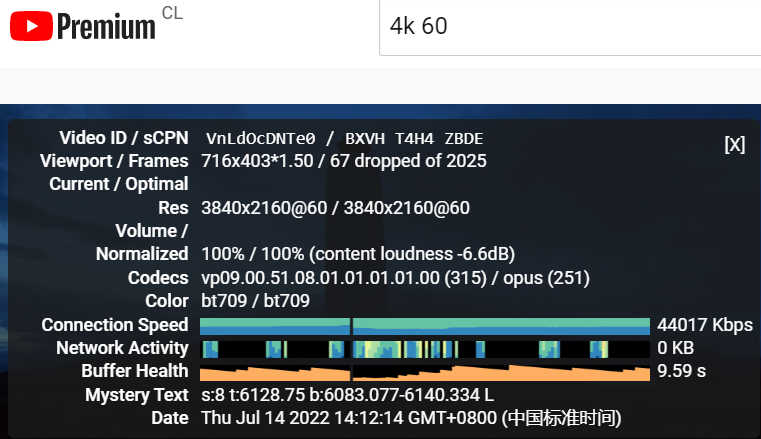 Premium CL
4k 60
Video ID / sCPN VnLdOcDNTe0 / BXVH T4H4 ZBDE
[X]
Viewport / Frames 716x403*1.50 / 67 dropped of 2025
Current / Optimal
Res 3840x2160@60 / 3840x2160@60
Volume /
Normalized 100% / 100% (content loudness -6.6dB)
Codecs vp09.00.51.08.01.01.01.01.00 (315) / opus (251)
Color bt709 / bt709
Connection Speed 44017 Kbps
Network Activity 0 KB
Buffer Health 9.59 s
Mystery Text s:8 t:6128.75 b:6083.077-6140.334 L
Date Thu Jul 14 2022 14:12:14 GMT+0800 (中国标准时间)